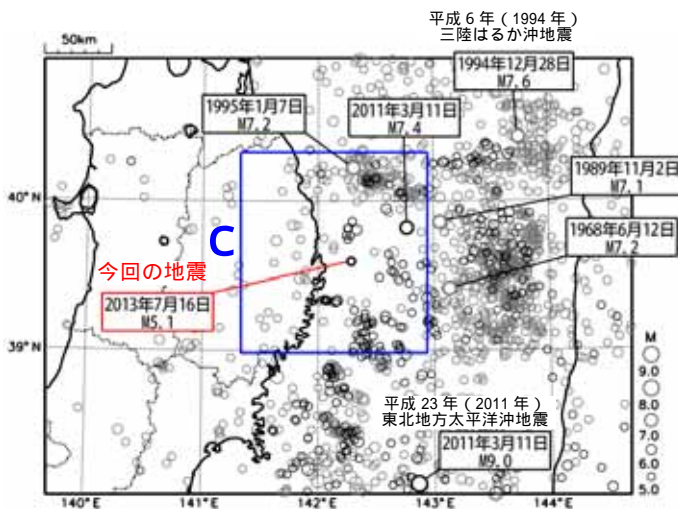 50km
平成６年（1994 年）
三陸はるか沖地震
1994年12月28日
M7.6
1995年1月7日
M7.2
2011年3月11日
M7.4
1989年11月2日
M7.1
1968年6月12日
M7.2
40°N
C
今回の地震
2013年7月16日
M5.1
39°N
平成 23 年（2011 年）
東北地方太平洋沖地震
2011年3月11日
M9.0
M
9.0
8.0
7.0
6.0
5.0
140°E
141°E
142°E
143°E
144°E